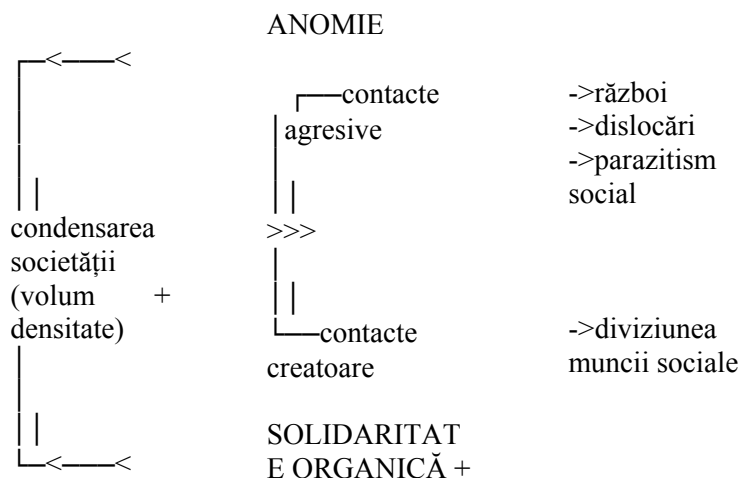 ANOMIE
contacte ->război
agresive ->dislocări
->parazitism
social
condensarea >>>
societății
(volum +
densitate) contacte ->diviziunea
creatoare muncii sociale
SOLIDARITAT
E ORGANICĂ +